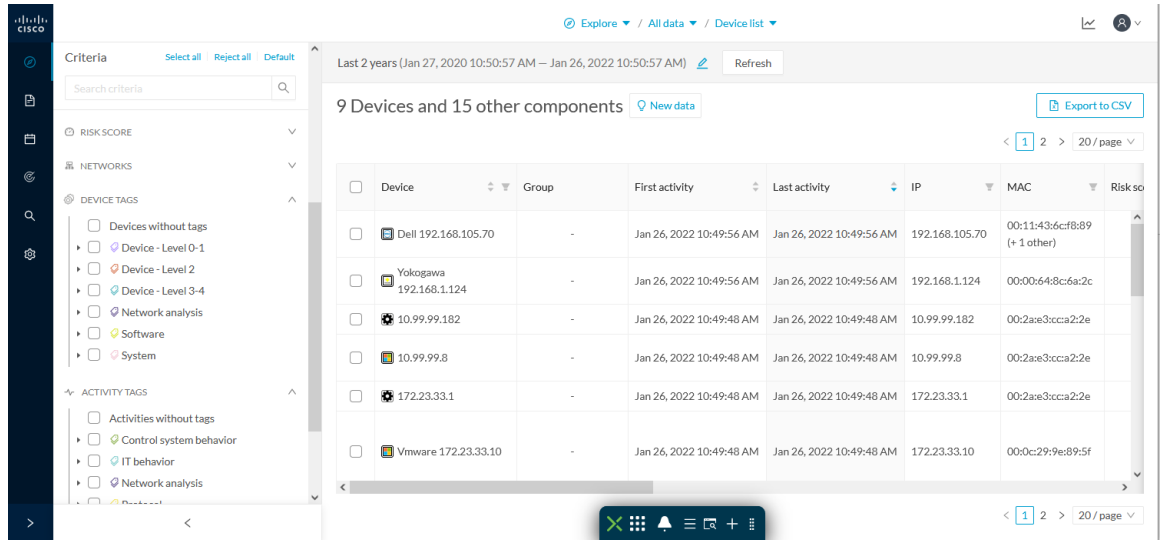 CISCO
Explore / All data / Device list
Criteria
Select all Reject all Default
Search criteria
RISK SCORE
NETWORKS
DEVICE TAGS
Devices without tags
Device - Level 0-1
Device - Level 2
Device - Level 3-4
Network analysis
Software
System
ACTIVITY TAGS
Activities without tags
Control system behavior
IT behavior
Network analysis
Last 2 years (Jan 27, 2020 10:50:57 AM — Jan 26, 2022 10:50:57 AM) Refresh
9 Devices and 15 other components New data
Export to CSV
< 1 2 > 20 / page
Device Group First activity Last activity IP MAC Risk sco
Dell 192.168.105.70 - Jan 26, 2022 10:49:56 AM Jan 26, 2022 10:49:56 AM 192.168.105.70 00:11:43:6c:f8:89
(+ 1 other)
Yokogawa
192.168.1.124 - Jan 26, 2022 10:49:56 AM Jan 26, 2022 10:49:56 AM 192.168.1.124 00:00:64:8c:6a:2c
10.99.99.182 - Jan 26, 2022 10:49:48 AM Jan 26, 2022 10:49:48 AM 10.99.99.182 00:2a:e3:cc:a2:2e
10.99.99.8 - Jan 26, 2022 10:49:48 AM Jan 26, 2022 10:49:48 AM 10.99.99.8 00:2a:e3:cc:a2:2e
172.23.33.1 - Jan 26, 2022 10:49:48 AM Jan 26, 2022 10:49:48 AM 172.23.33.1 00:2a:e3:cc:a2:2e
Vmware 172.23.33.10 - Jan 26, 2022 10:49:48 AM Jan 26, 2022 10:49:48 AM 172.23.33.10 00:0c:29:9e:89:5f
< 1 2 > 20 / page